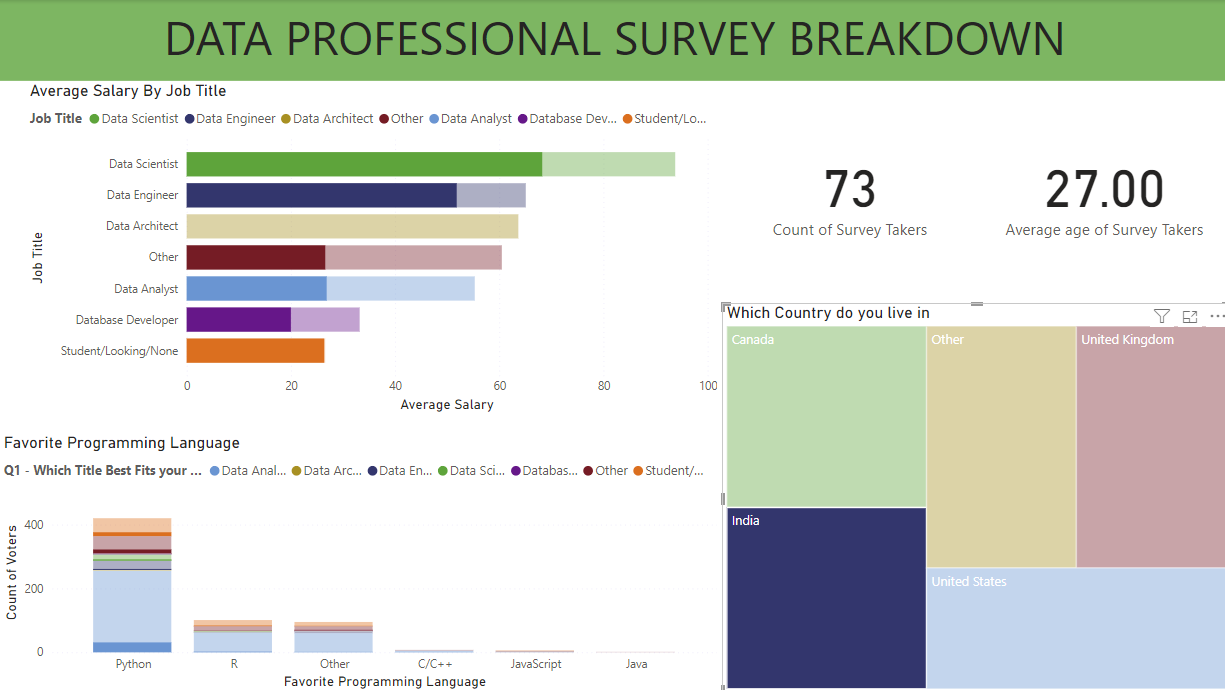 DATA PROFESSIONAL SURVEY BREAKDOWN
Average Salary By Job Title
Job Title Data Scientist Data Engineer Data Architect Other Data Analyst Database Dev... Student/Lo...
Data Scientist
Data Engineer
Data Architect
Other
Data Analyst
Database Developer
Student/Looking/None
Job Title
0 20 40 60 80 100
Average Salary
73
Count of Survey Takers
27.00
Average age of Survey Takers
Which Country do you live in
Canada
Other
United Kingdom
India
United States
Favorite Programming Language
Q1 - Which Title Best Fits your ... Data Anal... Data Arc... Data En... Data Sci... Databas... Other Student/...
Count of Voters
400
200
0
Python R Other C/C++ JavaScript Java
Favorite Programming Language